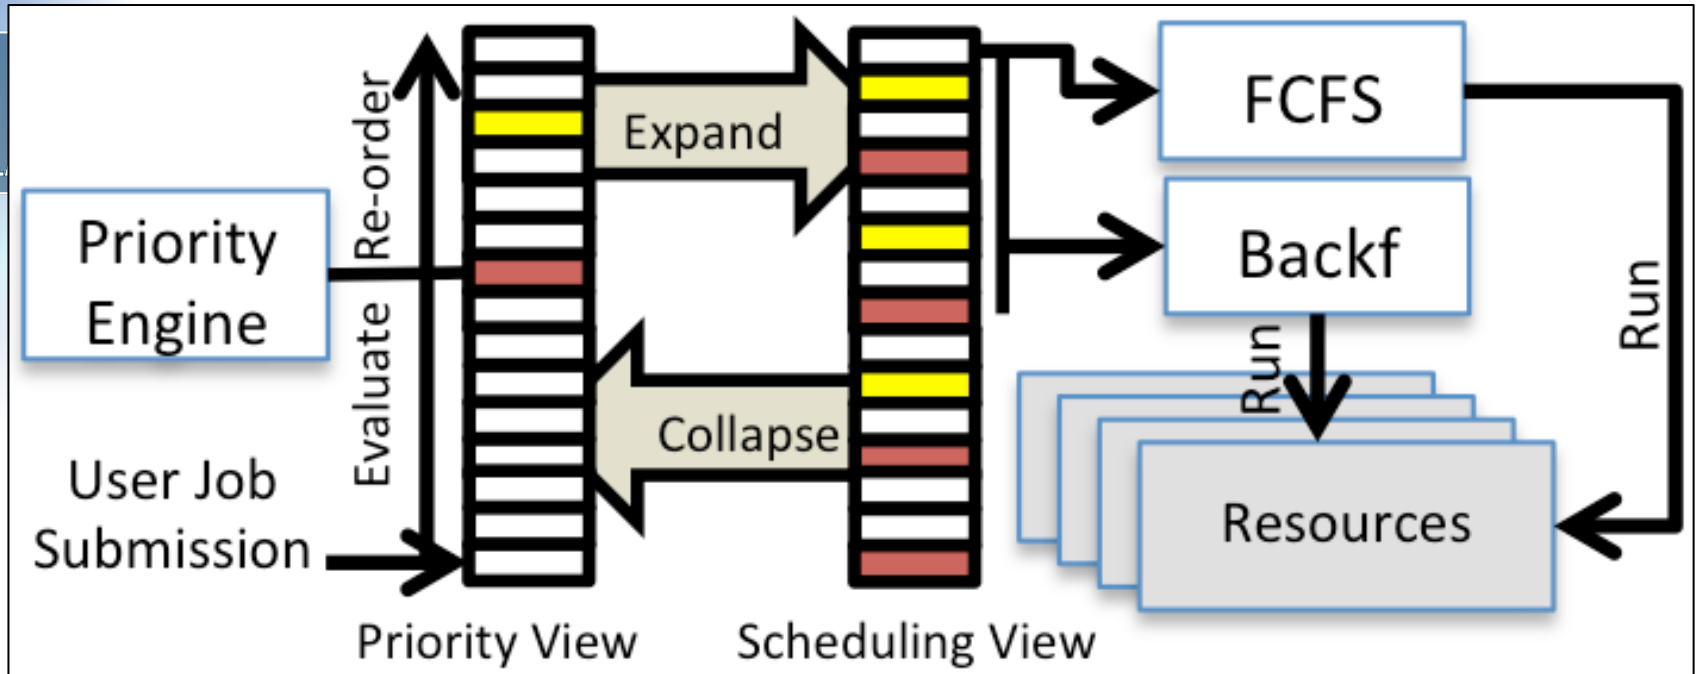 Priority
Engine
User Job
Submission
Evaluate
Re-order
Expand
Collapse
Priority View
Scheduling View
FCFS
Backf
Run
Run
Resources